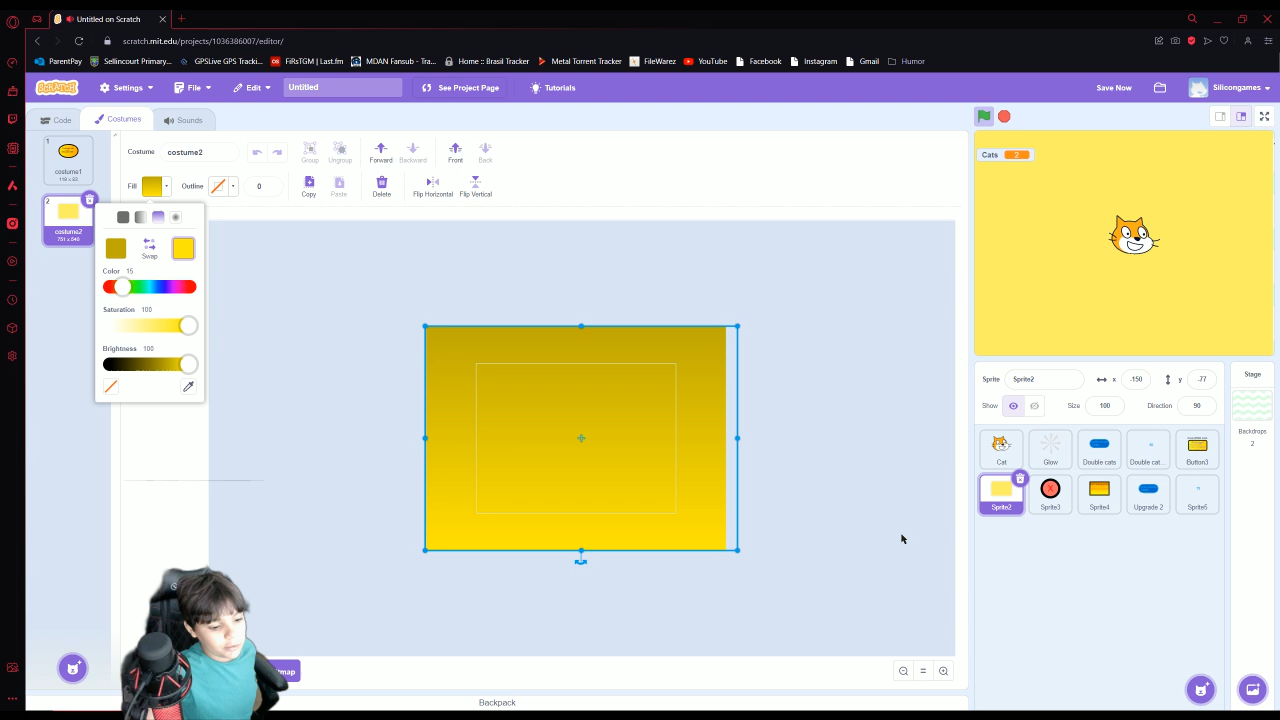 Untitled on Scratch
scratch.mit.edu/projects/1036386007/editor/
ParentPay
Sellincourt Primary...
GPSLive GPS Tracki...
FiRsTGM | Last.fm
MDAN Fansub - Tra...
Home :: Brasil Tracker
Metal Torrent Tracker
FileWarez
YouTube
Facebook
Instagram
Gmail
Humor
SCRATCH
Settings
File
Edit
Untitled
See Project Page
Tutorials
Save Now
Silicongames
Code
Costumes
Sounds
1
costume1
2
costume2
751 x 540
Costume
costume2
Group
Ungroup
Forward
Backward
Front
Back
Fill
Outline
0
Copy
Paste
Delete
Flip Horizontal
Flip Vertical
Swap
Color 15
Saturation 100
Brightness 100
Cats 2
Sprite
Sprite2
x
-150
y
-77
Show
Size
100
Direction
90
Cat
Glow
Double cats
Double cat...
Button3
Sprite2
Sprite3
Sprite4
Upgrade 2
Sprite5
Stage
Backdrops
2
Backpack